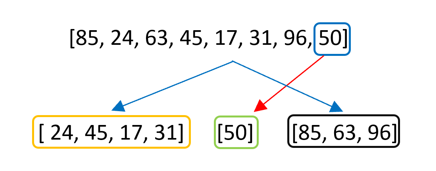 [85, 24, 63, 45, 17, 31, 96, 50]
[ 24, 45, 17, 31] [50] [85, 63, 96]